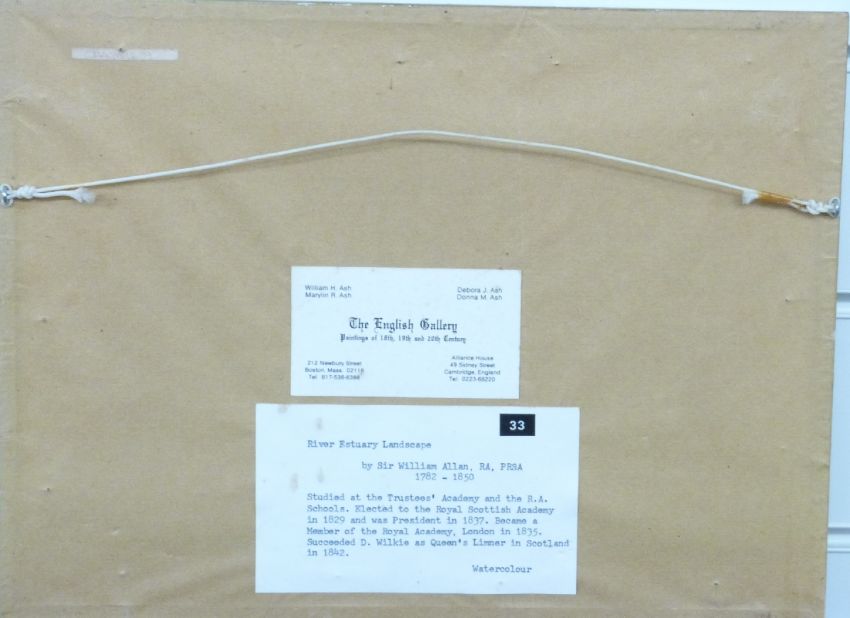 William H. Ash
Marylin R. Ash
Debora J. Ash
Donna M. Ash
The English Gallery
Paintings of 18th, 19th and 20th Century
212 Newbury Street
Boston, Mass. 02116
Tel: 617-536-6388
Alliance House
49 Sidney Street
Cambridge, England
Tel: 0223-68220
33
River Estuary Landscape
by Sir William Allan, RA, PRSA
1782 - 1850
Studied at the Trustees' Academy and the R.A.
Schools. Elected to the Royal Scottish Academy
in 1829 and was President in 1837. Became a
Member of the Royal Academy, London in 1835.
Succeeded D. Wilkie as Queen's Limner in Scotland
in 1842.
Watercolour